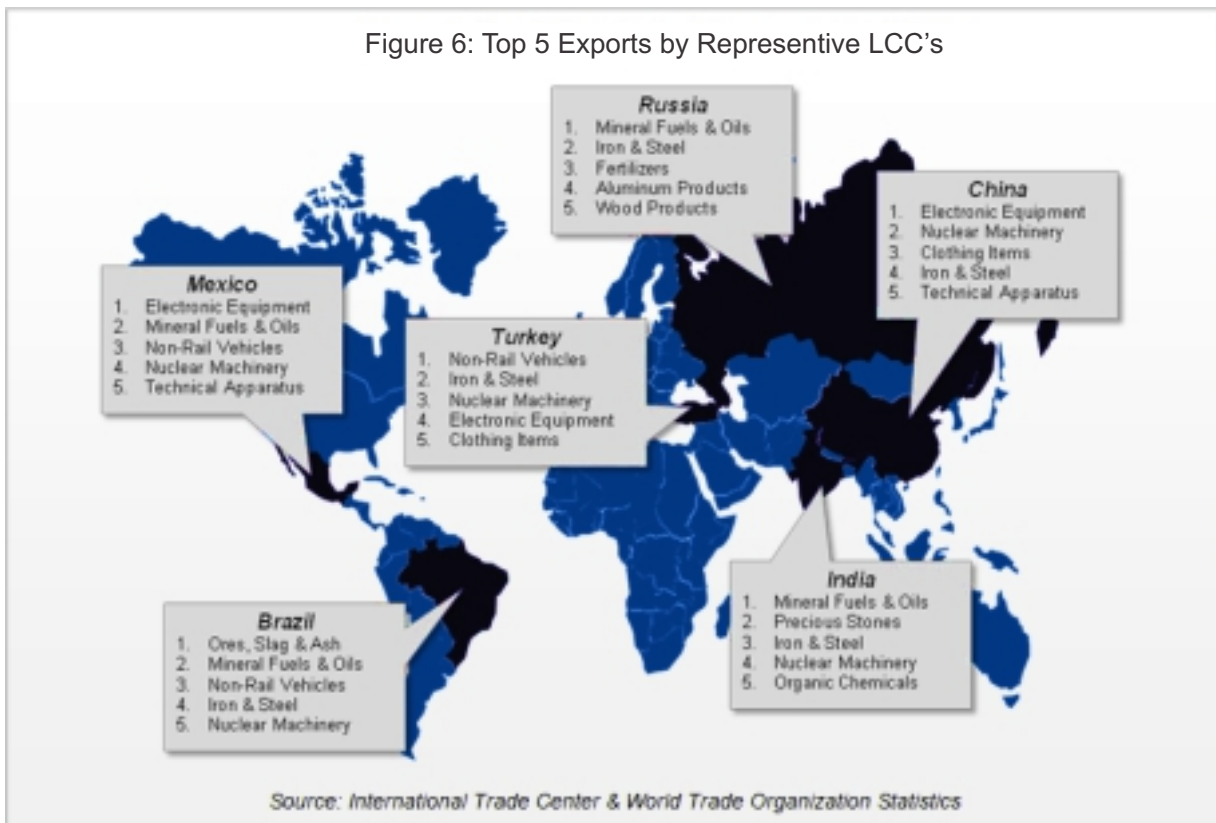 Figure 6: Top 5 Exports by Representive LCC's
Russia
1. Mineral Fuels & Oils
2. Iron & Steel
3. Fertilizers
4. Aluminum Products
5. Wood Products
China
1. Electronic Equipment
2. Nuclear Machinery
3. Clothing Items
4. Iron & Steel
5. Technical Apparatus
Mexico
1. Electronic Equipment
2. Mineral Fuels & Oils
3. Non-Rail Vehicles
4. Nuclear Machinery
5. Technical Apparatus
Turkey
1. Non-Rail Vehicles
2. Iron & Steel
3. Nuclear Machinery
4. Electronic Equipment
5. Clothing Items
India
1. Mineral Fuels & Oils
2. Precious Stones
3. Iron & Steel
4. Nuclear Machinery
5. Organic Chemicals
Brazil
1. Ores, Slag & Ash
2. Mineral Fuels & Oils
3. Non-Rail Vehicles
4. Iron & Steel
5. Nuclear Machinery
Source: International Trade Center & World Trade Organization Statistics